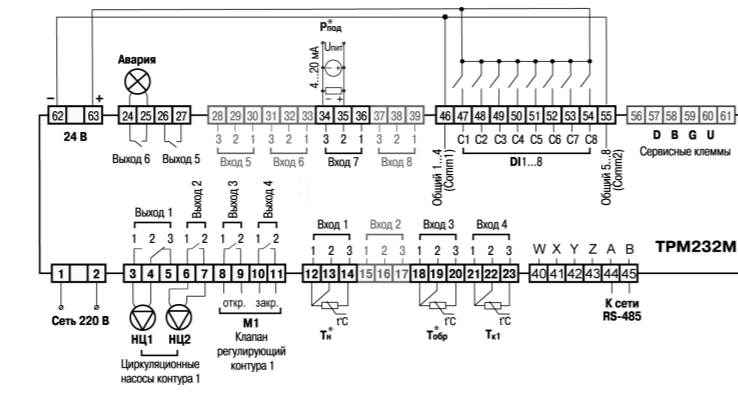 P*под
Uпит
4...20 мА
Авария
− +
− +
62 63 24 25 26 27 28 29 30 31 32 33 34 35 36 37 38 39 46 47 48 49 50 51 52 53 54 55 56 57 58 59 60 61
24 В
3 2 1 3 2 1 3 2 1 3 2 1
C1 C2 C3 C4 C5 C6 C7 C8
D B G U
Выход 6 Выход 5 Вход 5 Вход 6 Вход 7 Вход 8
DI1...8
Сервисные клеммы
Общий 1...4
(Comm1)
Общий 5...8
(Comm2)
Выход 1
Выход 2
Выход 3
Выход 4
Вход 1 Вход 2 Вход 3 Вход 4
1 2 3 1 2 1 2 1 2 1 2 3 1 2 3 1 2 3 1 2 3
W X Y Z A B
ТРМ232М
1 2 3 4 5 6 7 8 9 10 11 12 13 14 15 16 17 18 19 20 21 22 23 40 41 42 43 44 45
Сеть 220 В
НЦ1 НЦ2
Циркуляционные
насосы контура 1
откр. закр.
М1
Клапан
регулирующий
контура 1
t°C t°C t°C
T*н T*обр Tк1
К сети
RS-485